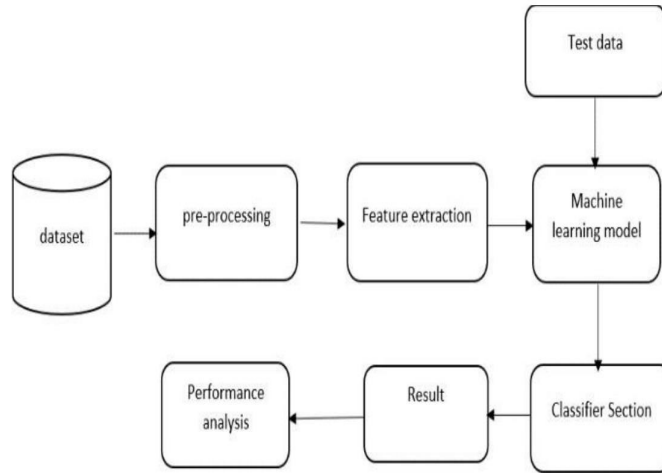 Test data
dataset
pre-processing
Feature extraction
Machine
learning model
Performance
analysis
Result
Classifier Section